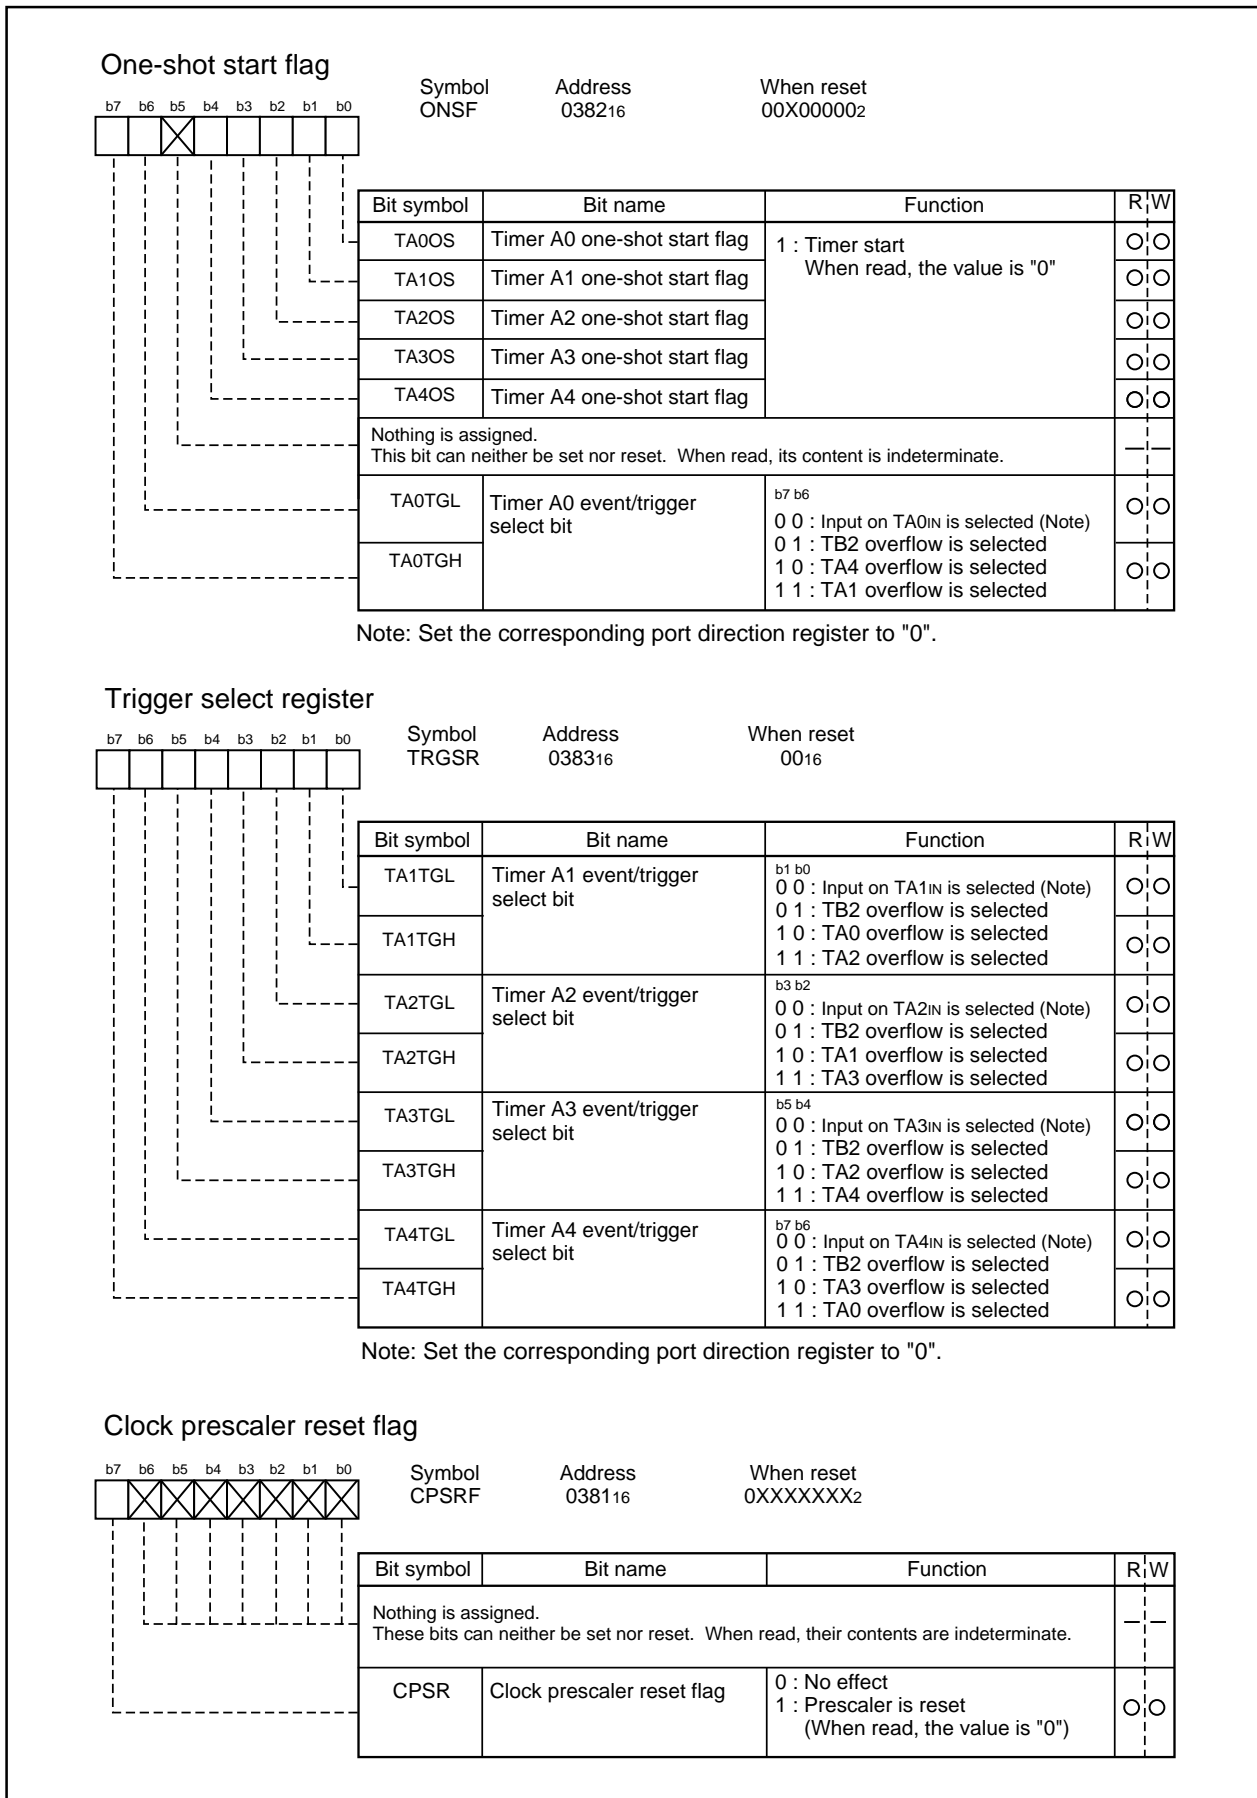 One-shot start flag
Symbol Address When reset
ONSF 038216 00X000002
b7 b6 b5 b4 b3 b2 b1 b0
Bit symbol Bit name Function R W
TA0OS Timer A0 one-shot start flag 1 : Timer start
When read, the value is "0"
TA1OS Timer A1 one-shot start flag
TA2OS Timer A2 one-shot start flag
TA3OS Timer A3 one-shot start flag
TA4OS Timer A4 one-shot start flag
Nothing is assigned.
This bit can neither be set nor reset. When read, its content is indeterminate.
TA0TGL Timer A0 event/trigger
select bit
b7 b6
0 0 : Input on TA0IN is selected (Note)
0 1 : TB2 overflow is selected
TA0TGH
1 0 : TA4 overflow is selected
1 1 : TA1 overflow is selected
Note: Set the corresponding port direction register to "0".
Trigger select register
Symbol Address When reset
TRGSR 038316 0016
b7 b6 b5 b4 b3 b2 b1 b0
Bit symbol Bit name Function R W
TA1TGL Timer A1 event/trigger
select bit
b1 b0
0 0 : Input on TA1IN is selected (Note)
0 1 : TB2 overflow is selected
TA1TGH
1 0 : TA0 overflow is selected
1 1 : TA2 overflow is selected
TA2TGL Timer A2 event/trigger
select bit
b3 b2
0 0 : Input on TA2IN is selected (Note)
0 1 : TB2 overflow is selected
TA2TGH
1 0 : TA1 overflow is selected
1 1 : TA3 overflow is selected
TA3TGL Timer A3 event/trigger
select bit
b5 b4
0 0 : Input on TA3IN is selected (Note)
0 1 : TB2 overflow is selected
TA3TGH
1 0 : TA2 overflow is selected
1 1 : TA4 overflow is selected
TA4TGL Timer A4 event/trigger
select bit
b7 b6
0 0 : Input on TA4IN is selected (Note)
0 1 : TB2 overflow is selected
TA4TGH
1 0 : TA3 overflow is selected
1 1 : TA0 overflow is selected
Note: Set the corresponding port direction register to "0".
Clock prescaler reset flag
Symbol Address When reset
CPSRF 038116 0XXXXXXX2
b7 b6 b5 b4 b3 b2 b1 b0
Bit symbol Bit name Function R W
Nothing is assigned.
These bits can neither be set nor reset. When read, their contents are indeterminate.
CPSR Clock prescaler reset flag
0 : No effect
1 : Prescaler is reset
(When read, the value is "0")